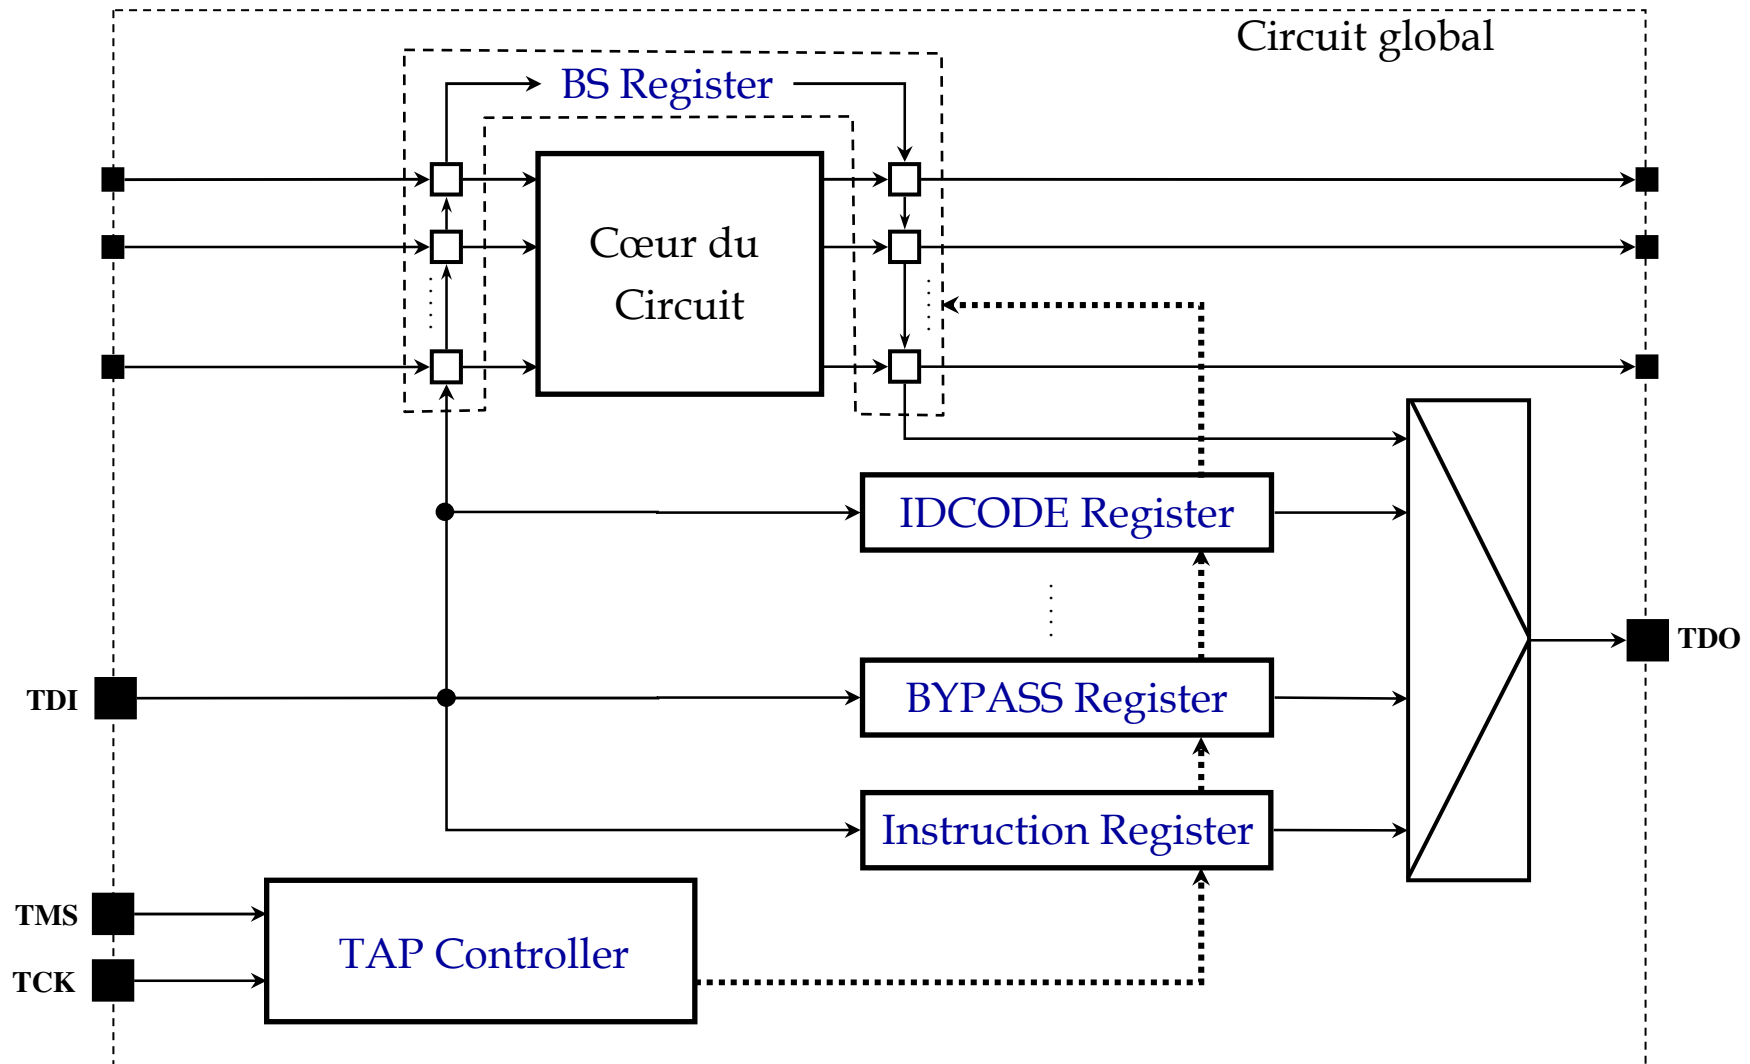 Circuit global
BS Register
Cœur du
Circuit
IDCODE Register
TDO
BYPASS Register
TDI
Instruction Register
TMS
TAP Controller
TCK